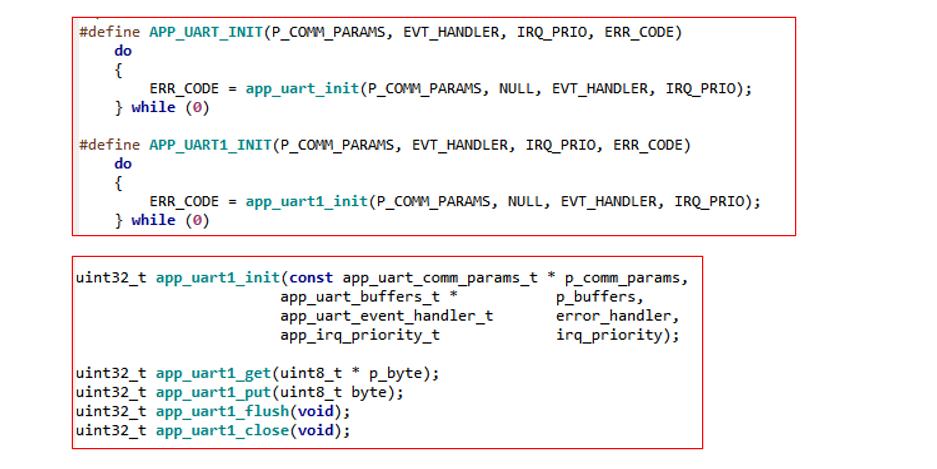 #define APP_UART_INIT(P_COMM_PARAMS, EVT_HANDLER, IRQ_PRIO, ERR_CODE)
do
{
ERR_CODE = app_uart_init(P_COMM_PARAMS, NULL, EVT_HANDLER, IRQ_PRIO);
} while (0)
#define APP_UART1_INIT(P_COMM_PARAMS, EVT_HANDLER, IRQ_PRIO, ERR_CODE)
do
{
ERR_CODE = app_uart1_init(P_COMM_PARAMS, NULL, EVT_HANDLER, IRQ_PRIO);
} while (0)
uint32_t app_uart1_init(const app_uart_comm_params_t * p_comm_params,
app_uart_buffers_t * p_buffers,
app_uart_event_handler_t error_handler,
app_irq_priority_t irq_priority);
uint32_t app_uart1_get(uint8_t * p_byte);
uint32_t app_uart1_put(uint8_t byte);
uint32_t app_uart1_flush(void);
uint32_t app_uart1_close(void);